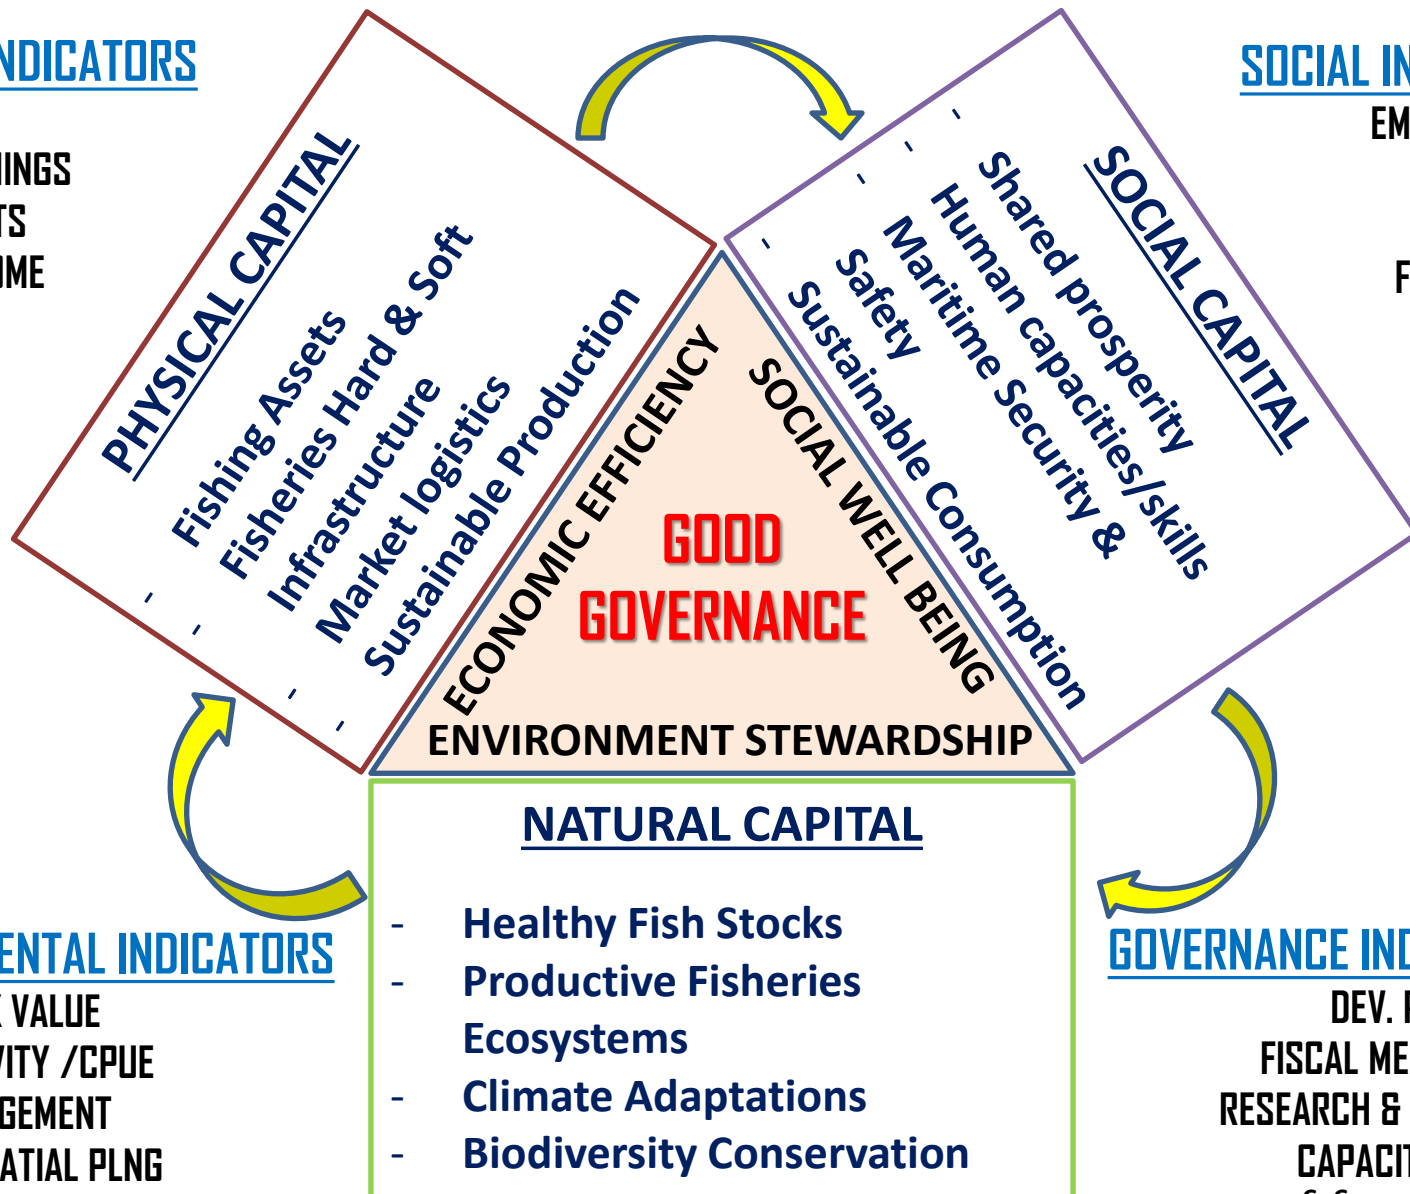 NDICATORS
NINGS
TS
OME
PHYSICAL CAPITAL
- Fishing Assets
- Fisheries Hard & Soft
Infrastructure
- Market logistics
- Sustainable Production
SOCIAL IN
EM
F
SOCIAL CAPITAL
- Shared prosperity
- Human capacities/skills
- Maritime Security &
Safety
- Sustainable Consumption
ECONOMIC EFFICIENCY
SOCIAL WELL BEING
GOOD
GOVERNANCE
ENVIRONMENT STEWARDSHIP
NATURAL CAPITAL
- Healthy Fish Stocks
- Productive Fisheries
Ecosystems
- Climate Adaptations
- Biodiversity Conservation
ENTAL INDICATORS
K VALUE
VITY /CPUE
GEMENT
ATIAL PLNG
GOVERNANCE IND
DEV. P
FISCAL ME
RESEARCH &
CAPACIT